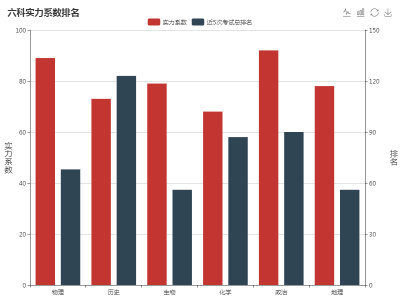 六科实力系数排名
实力系数 近5次考试总排名
100 150
80 120
60 90
实力系数 排名
40 60
20 30
0 0
物理 历史 生物 化学 政治 地理